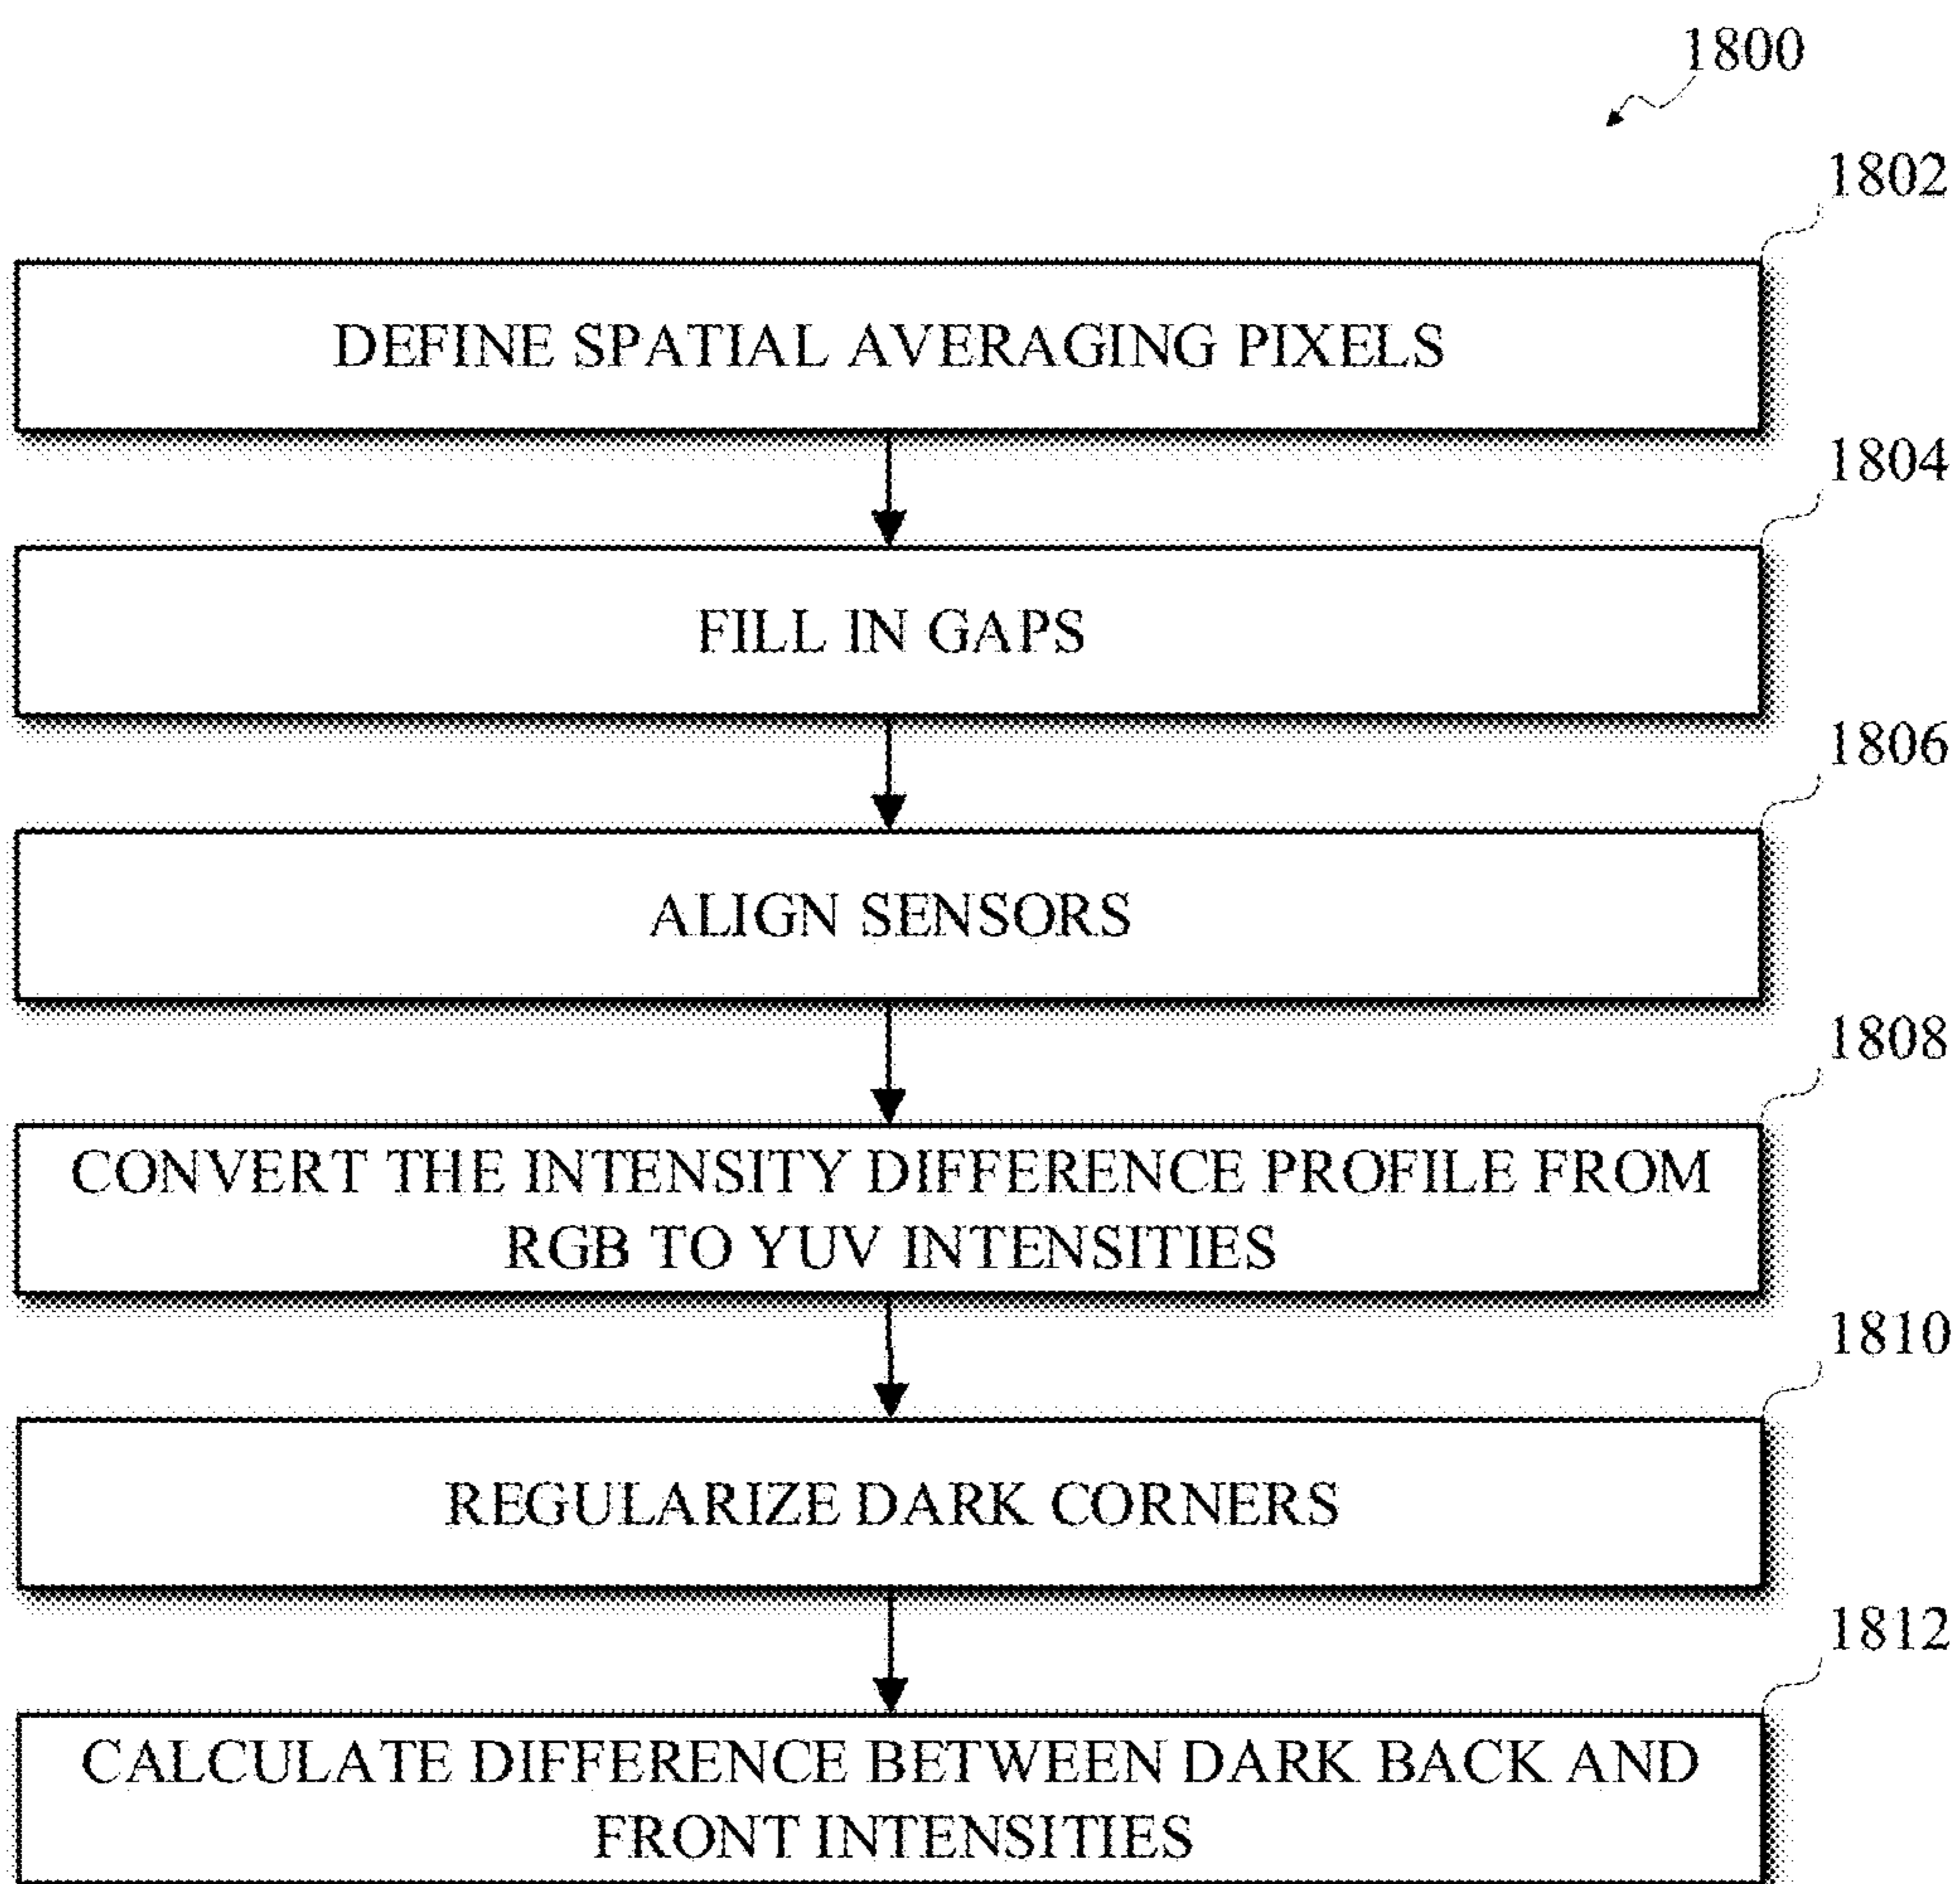 1800
1802
DEFINE SPATIAL AVERAGING PIXELS
1804
FILL IN GAPS
1806
ALIGN SENSORS
1808
CONVERT THE INTENSITY DIFFERENCE PROFILE FROM
RGB TO YUV INTENSITIES
1810
REGULARIZE DARK CORNERS
1812
CALCULATE DIFFERENCE BETWEEN DARK BACK AND
FRONT INTENSITIES